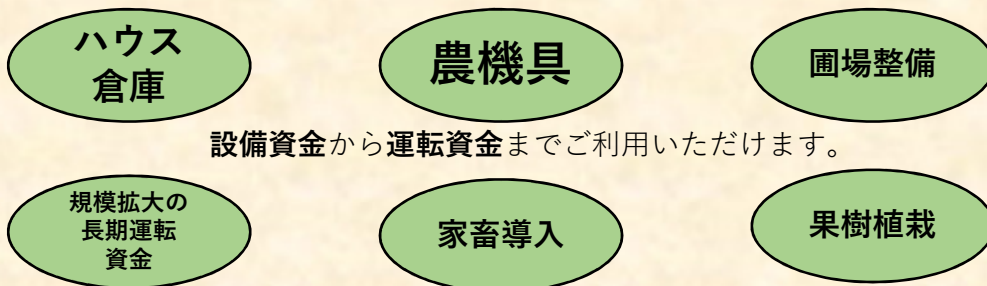 ハウス
倉庫
農機具
圃場整備
設備資金から運転資金までご利用いただけます。
規模拡大の
長期運転
資金
家畜導入
果樹植栽